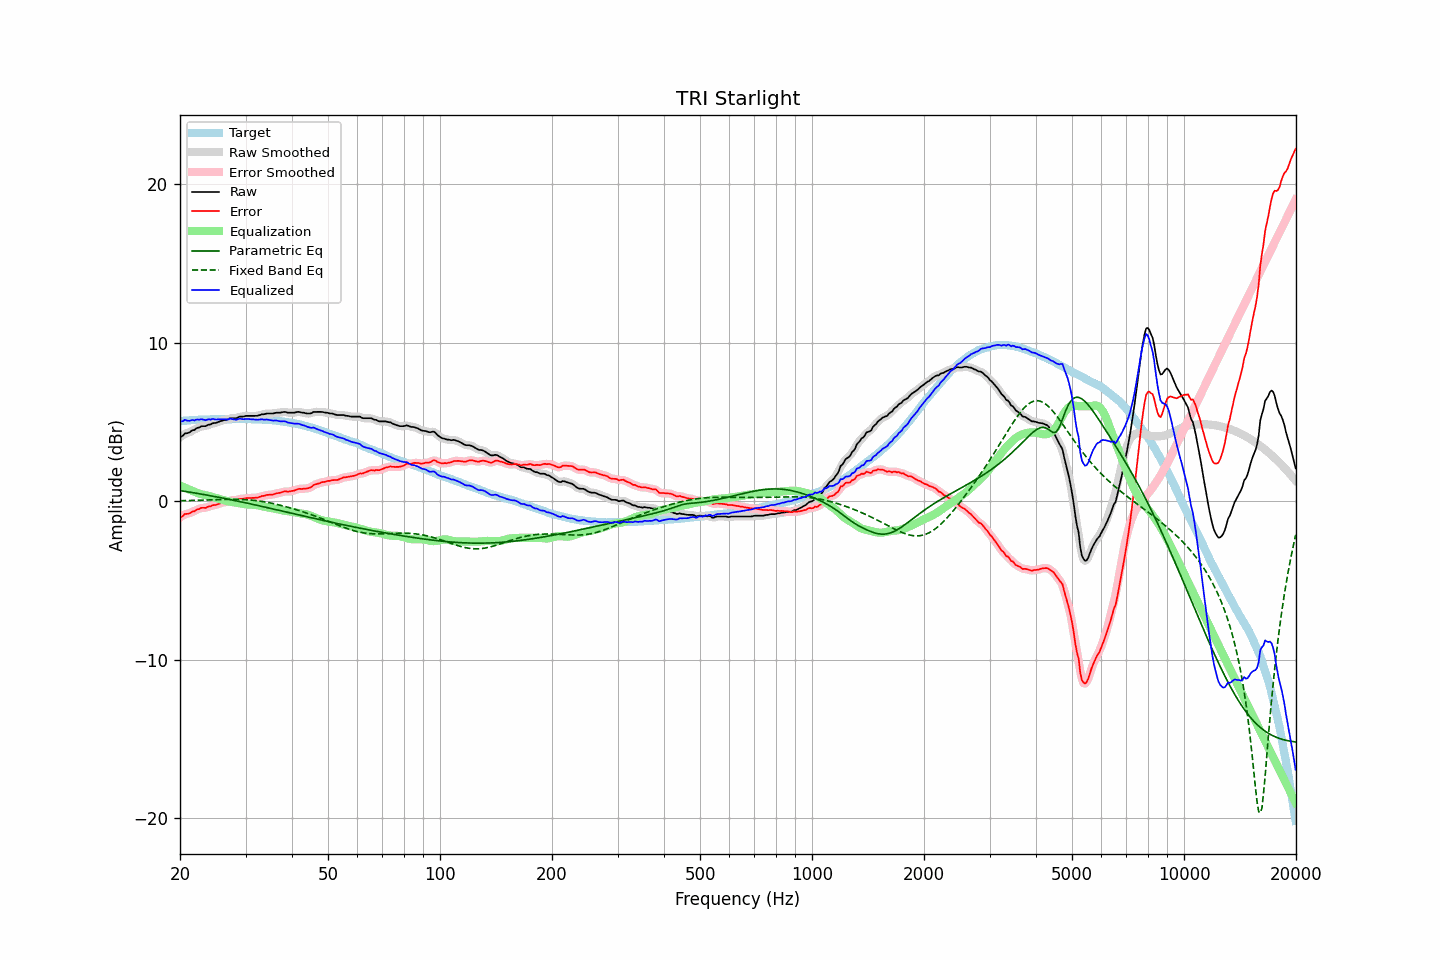 TRI Starlight
Target
Raw Smoothed
Error Smoothed
Raw
Error
Equalization
Parametric Eq
Fixed Band Eq
Equalized
Amplitude (dBr)
20
10
0
−10
−20
20 50 100 200 500 1000 2000 5000 10000 20000
Frequency (Hz)